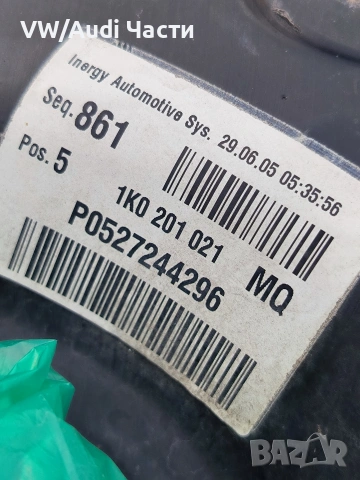 VW/Audi Части
Inergy Automotive Sys. 29.06.05 05:35:56
Seq. 861
Pos. 5
1K0 201 021
MQ
P0527244296
BAZAR